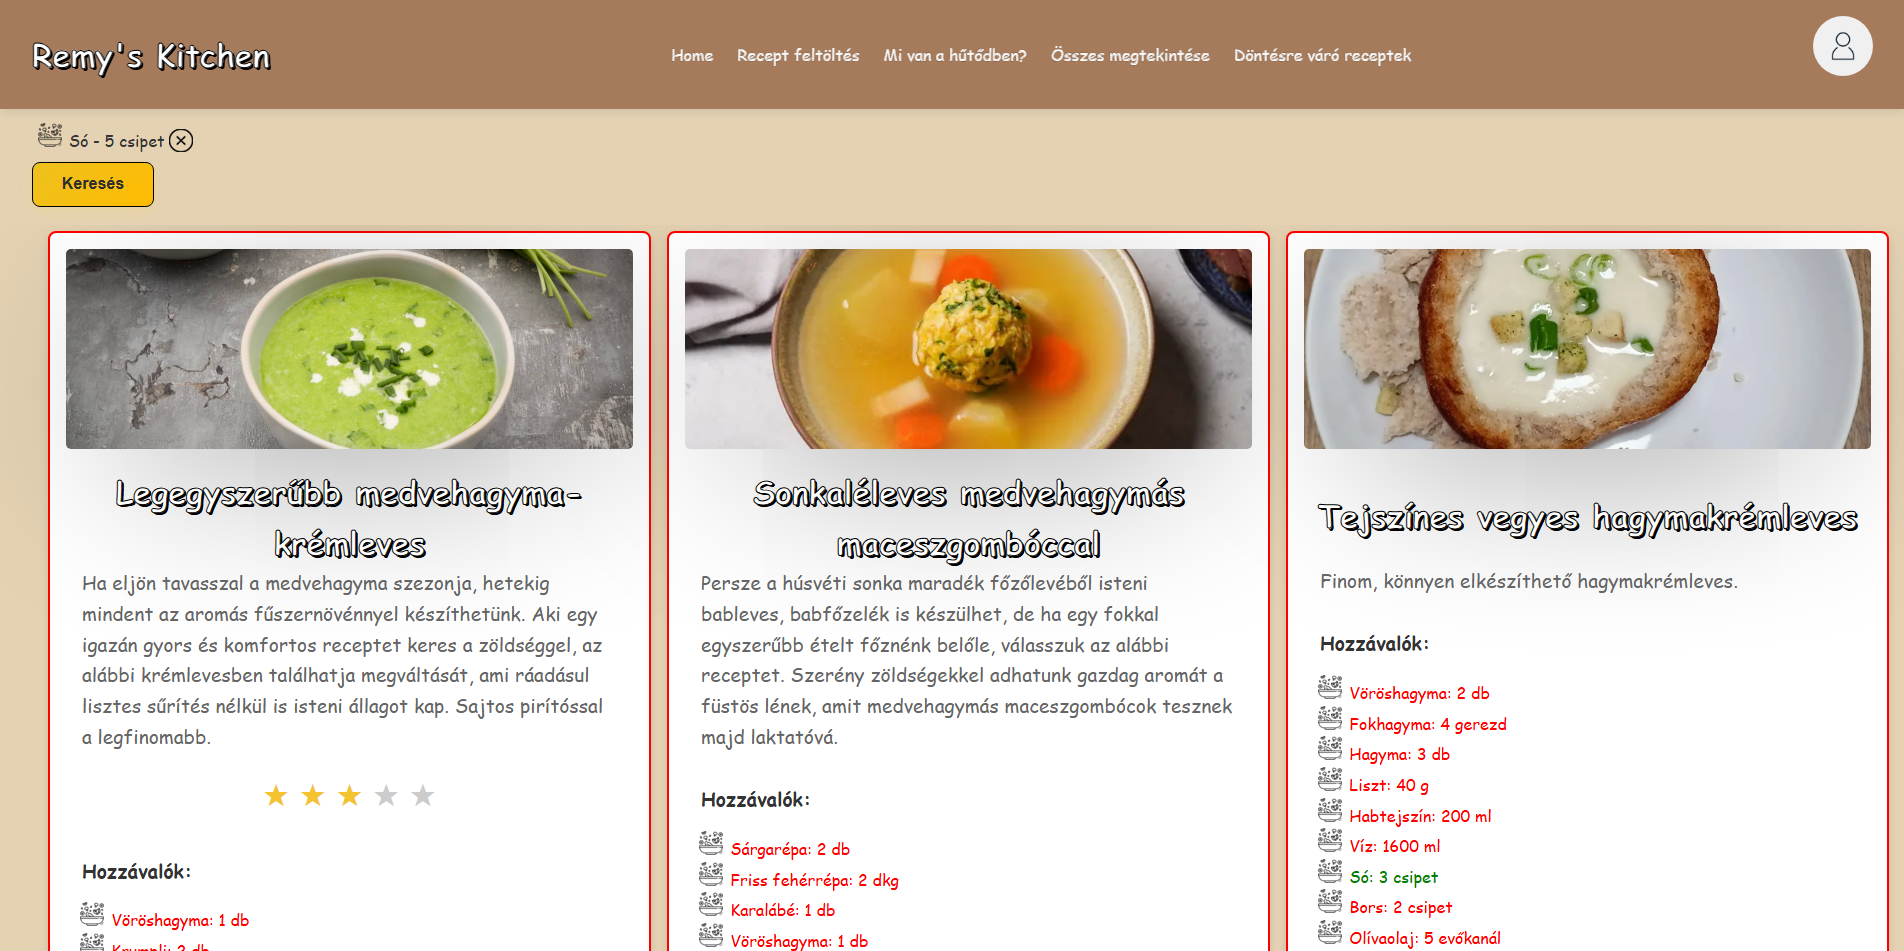 Remy's Kitchen
Home
Recept feltöltés
Mi van a hűtődben?
Összes megtekintése
Döntésre váró receptek
Só - 5 csipet
Keresés
Legegyszerűbb medvehagyma-
krémleves
Ha eljön tavasszal a medvehagyma szezonja, hetekig
mindent az aromás fűszernövénnyel készíthetünk. Aki egy
igazán gyors és komfortos receptet keres a zöldséggel, az
alábbi krémlevesben találhatja megváltását, ami ráadásul
lisztes sűrítés nélkül is isteni állagot kap. Sajtos pirítóssal
a legfinomabb.
Hozzávalók:
Vöröshagyma: 1 db
Krumpli: 2 db
Sonkaléleves medvehagymás
maceszgombóccal
Persze a húsvéti sonka maradék főzőlevéből isteni
bableves, babfőzelék is készülhet, de ha egy fokkal
egyszerűbb ételt főznénk belőle, válasszuk az alábbi
receptet. Szerény zöldségekkel adhatunk gazdag aromát a
füstös lének, amit medvehagymás maceszgombócok tesznek
majd laktatóvá.
Hozzávalók:
Sárgarépa: 2 db
Friss fehérrépa: 2 dkg
Karalábé: 1 db
Vöröshagyma: 1 db
Tejszínes vegyes hagymakrémleves
Finom, könnyen elkészíthető hagymakrémleves.
Hozzávalók:
Vöröshagyma: 2 db
Fokhagyma: 4 gerezd
Hagyma: 3 db
Liszt: 40 g
Habtejszín: 200 ml
Víz: 1600 ml
Só: 3 csipet
Bors: 2 csipet
Olívaolaj: 5 evőkanál